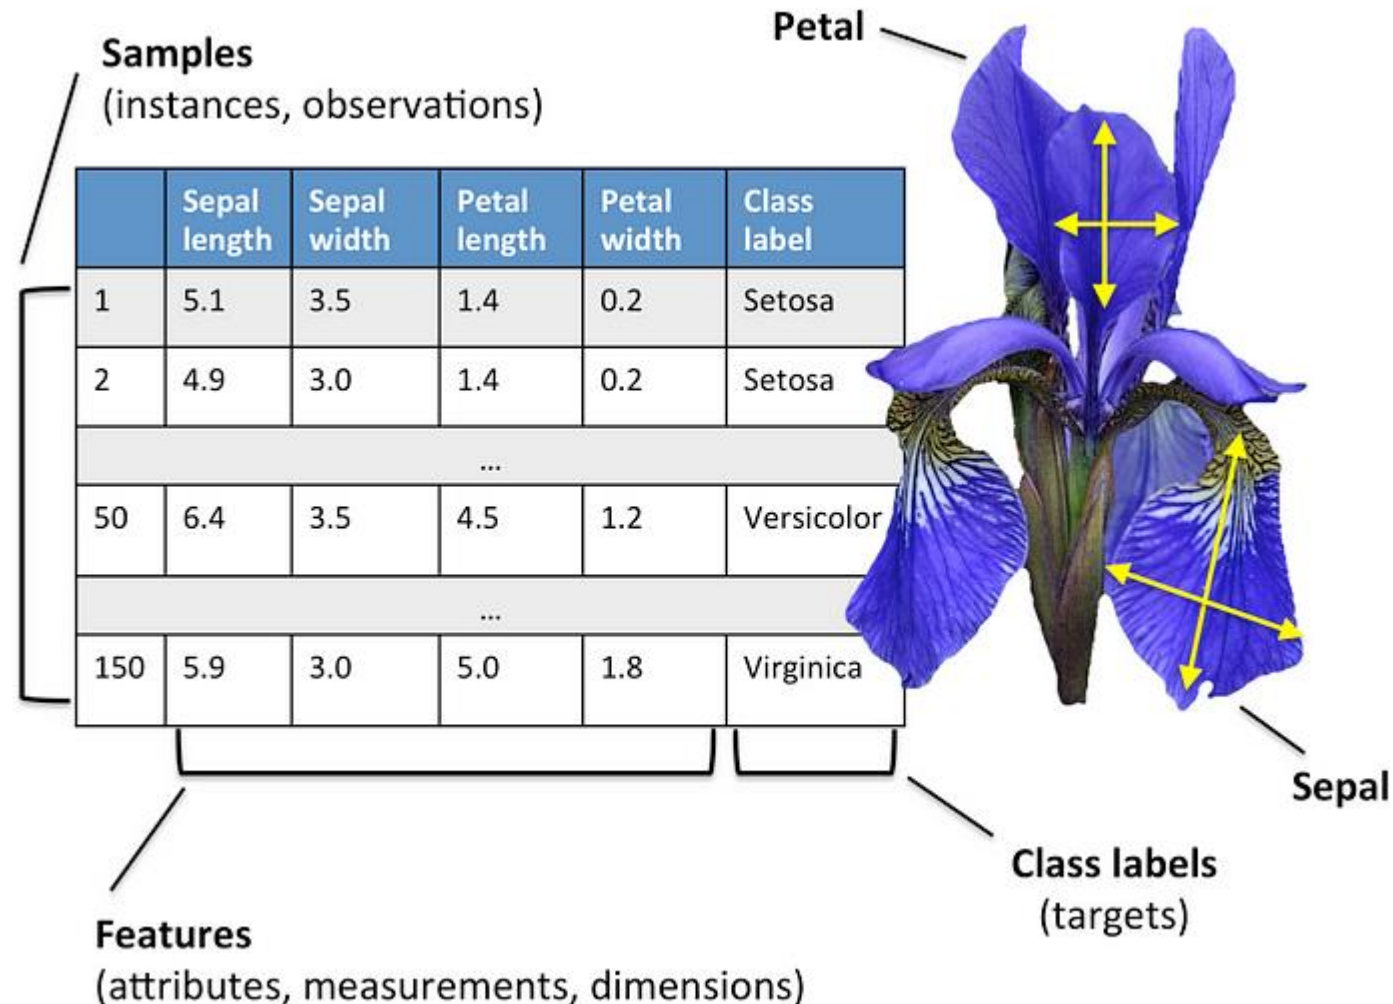 Petal
Samples
(instances, observations)
Sepal length Sepal width Petal length Petal width Class label
1 5.1 3.5 1.4 0.2 Setosa
2 4.9 3.0 1.4 0.2 Setosa
...
50 6.4 3.5 4.5 1.2 Versicolor
...
150 5.9 3.0 5.0 1.8 Virginica
Sepal
Class labels
(targets)
Features
(attributes, measurements, dimensions)